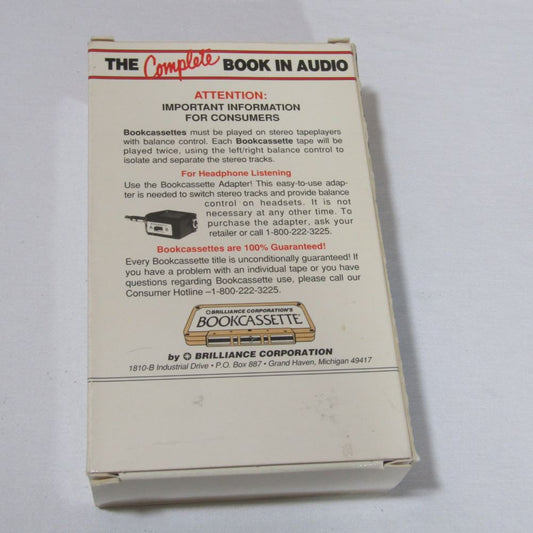 THE Complete BOOK IN AUDIO
ATTENTION:
IMPORTANT INFORMATION
FOR CONSUMERS
Bookcassettes must be played on stereo tapeplayers
with balance control. Each Bookcassette tape will be
played twice, using the left/right balance control to
isolate and separate the stereo tracks.
For Headphone Listening
Use the Bookcassette Adapter! This easy-to-use adap-
ter is needed to switch stereo tracks and provide balance
control on headsets. It is not
necessary at any other time. To
purchase the adapter, ask your
retailer or call 1-800-222-3225.
Bookcassettes are 100% Guaranteed!
Every Bookcassette title is unconditionally guaranteed! If
you have a problem with an individual tape or you have
questions regarding Bookcassette use, please call our
Consumer Hotline –1-800-222-3225.
BRILLIANCE CORPORATION'S
BOOKCASSETTE
by BRILLIANCE CORPORATION
1810-B Industrial Drive • P.O. Box 887 • Grand Haven, Michigan 49417